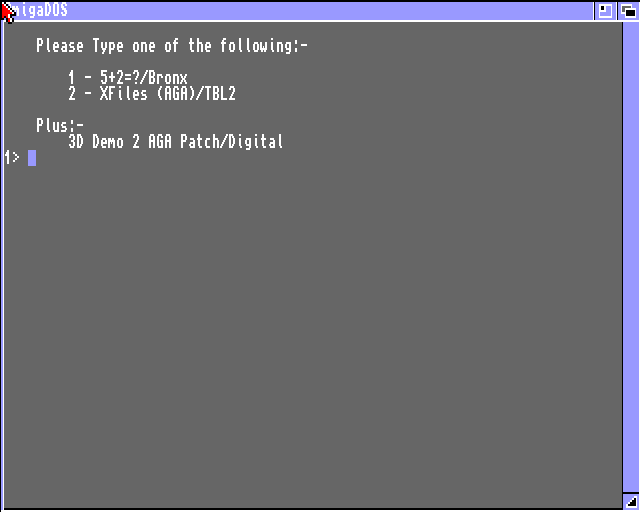 migaDOS
Please Type one of the following:-
1 - 5+2=?/Bronx
2 - XFiles (AGA)/TBL2
Plus:-
3D Demo 2 AGA Patch/Digital
1>